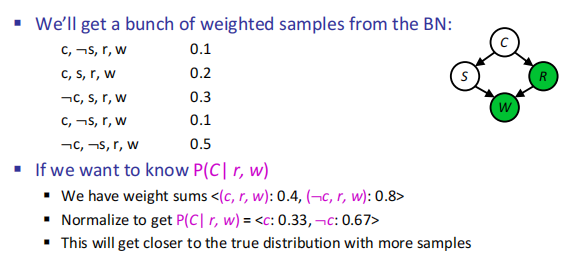 ▪ We'll get a bunch of weighted samples from the BN:
c, ¬s, r, w 0.1
c, s, r, w 0.2
¬c, s, r, w 0.3
c, ¬s, r, w 0.1
¬c, ¬s, r, w 0.5
C
S
R
W
▪ If we want to know P(C| r, w)
▪ We have weight sums <(c, r, w): 0.4, (¬c, r, w): 0.8>
▪ Normalize to get P(C| r, w) = <c: 0.33, ¬c: 0.67>
▪ This will get closer to the true distribution with more samples